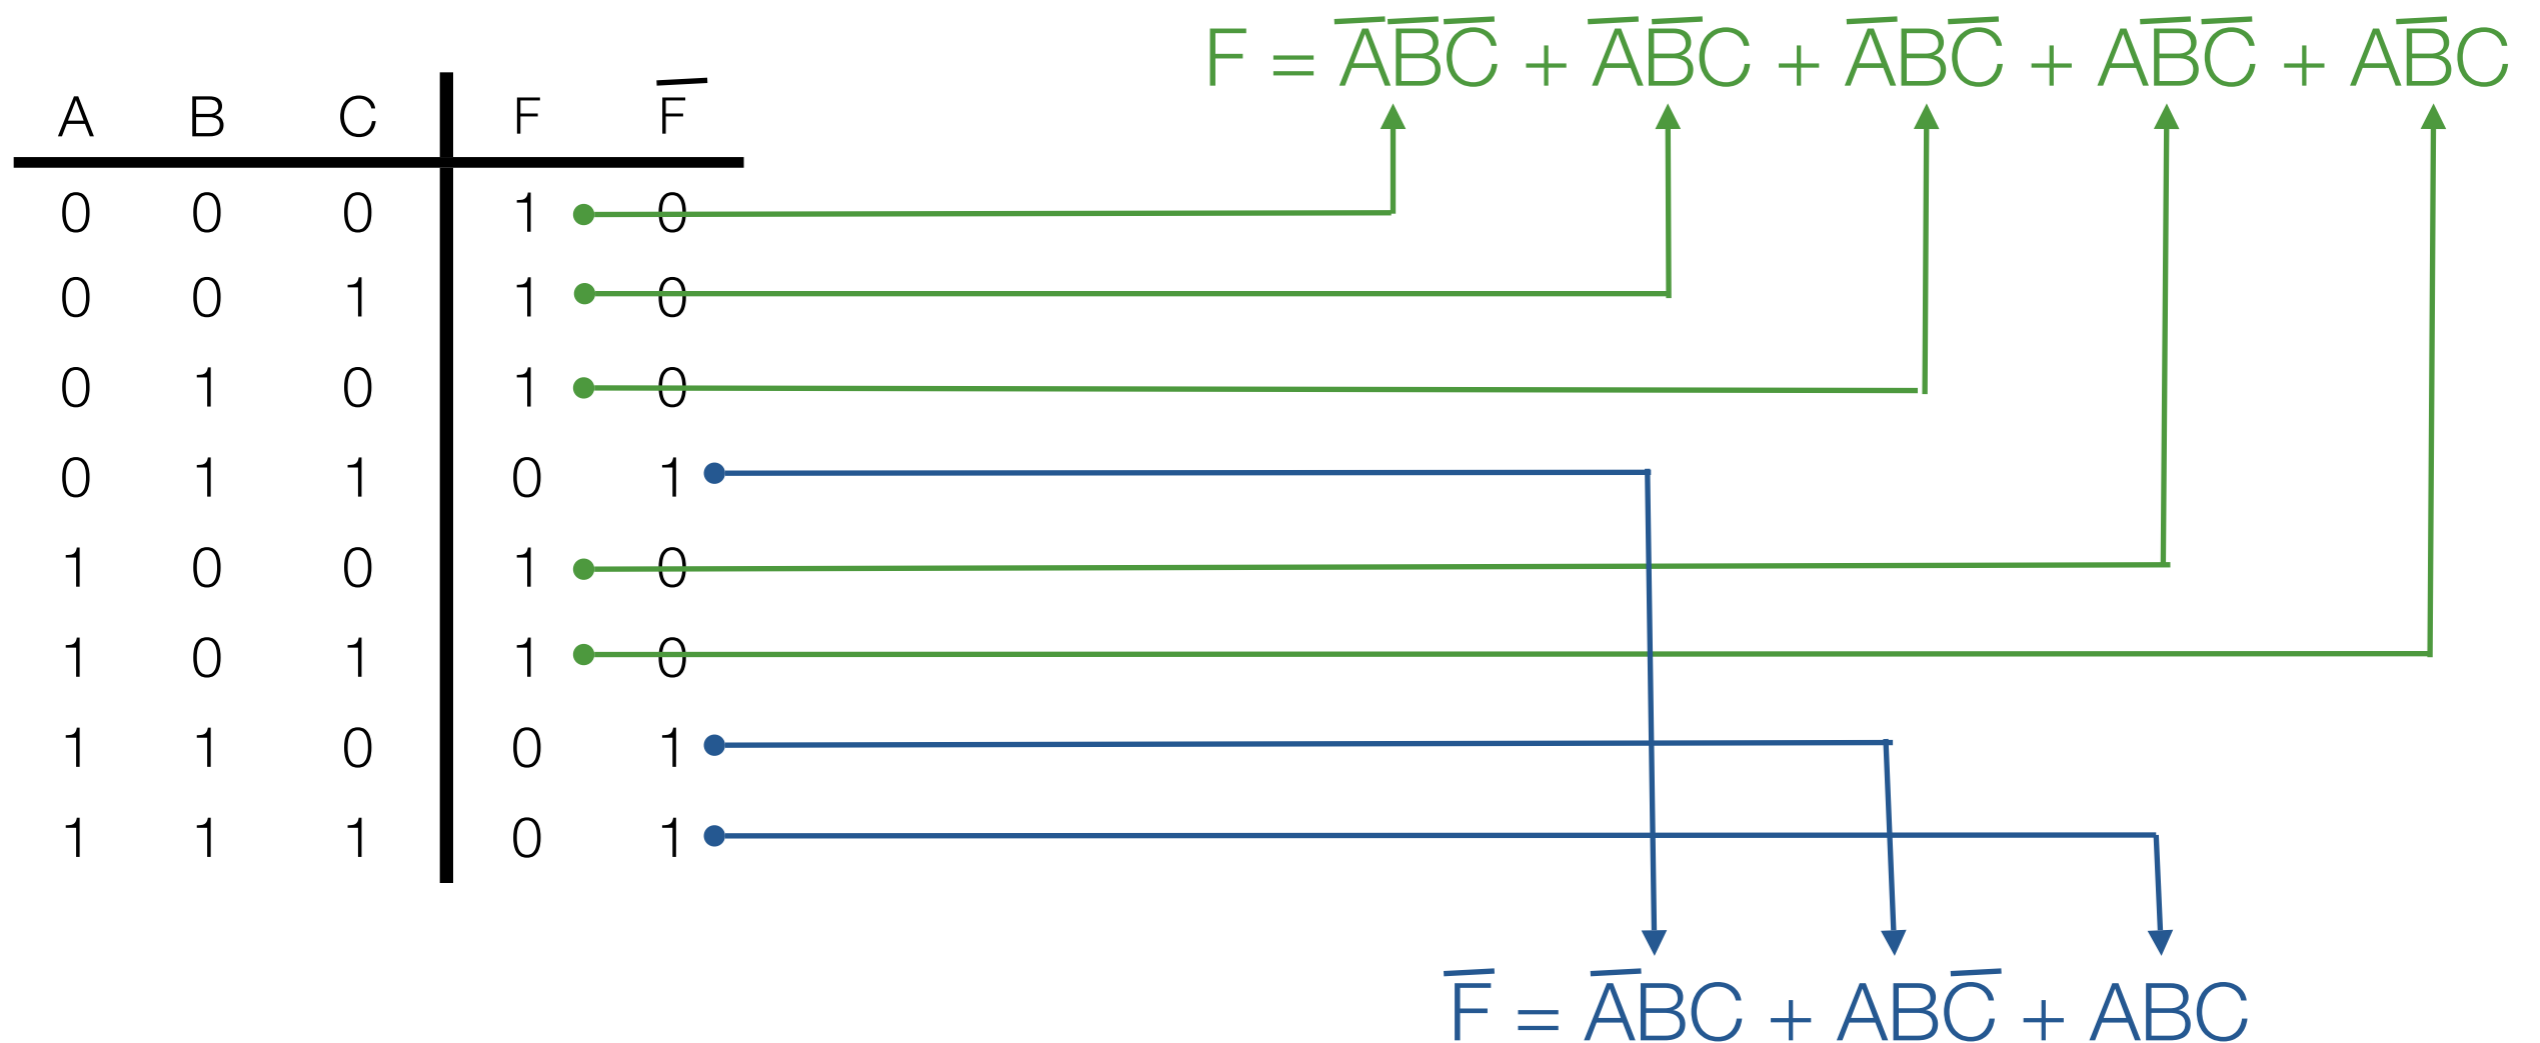 F = A̅B̅C̅ + A̅B̅C + A̅BC̅ + AB̅C̅ + AB̅C
A B C F F̅
0 0 0 1 0
0 0 1 1 0
0 1 0 1 0
0 1 1 0 1
1 0 0 1 0
1 0 1 1 0
1 1 0 0 1
1 1 1 0 1
F̅ = A̅BC + ABC̅ + ABC